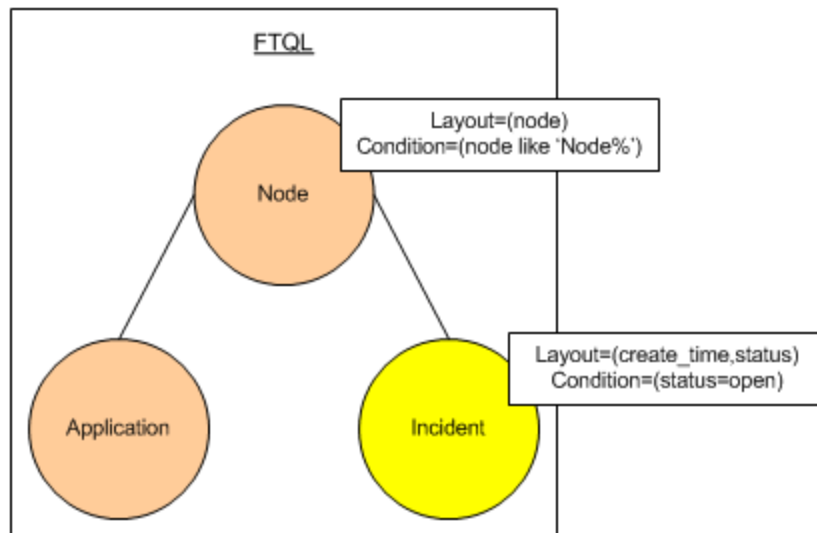 FTQL
Layout=(node)
Condition=(node like ‘Node%’)
Node
Layout=(create_time,status)
Condition=(status=open)
Application
Incident